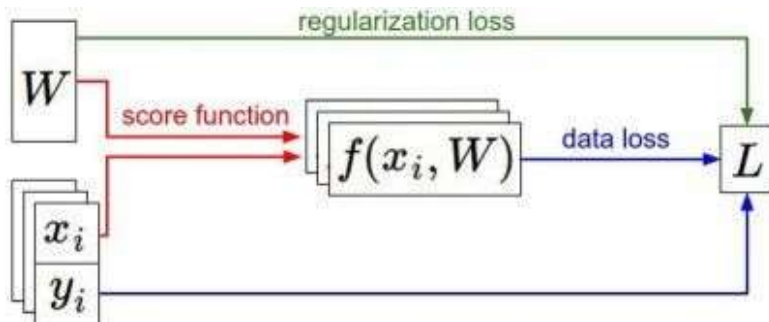 regularization loss
W
score function
f(x_i, W)
data loss
L
x_i
y_i